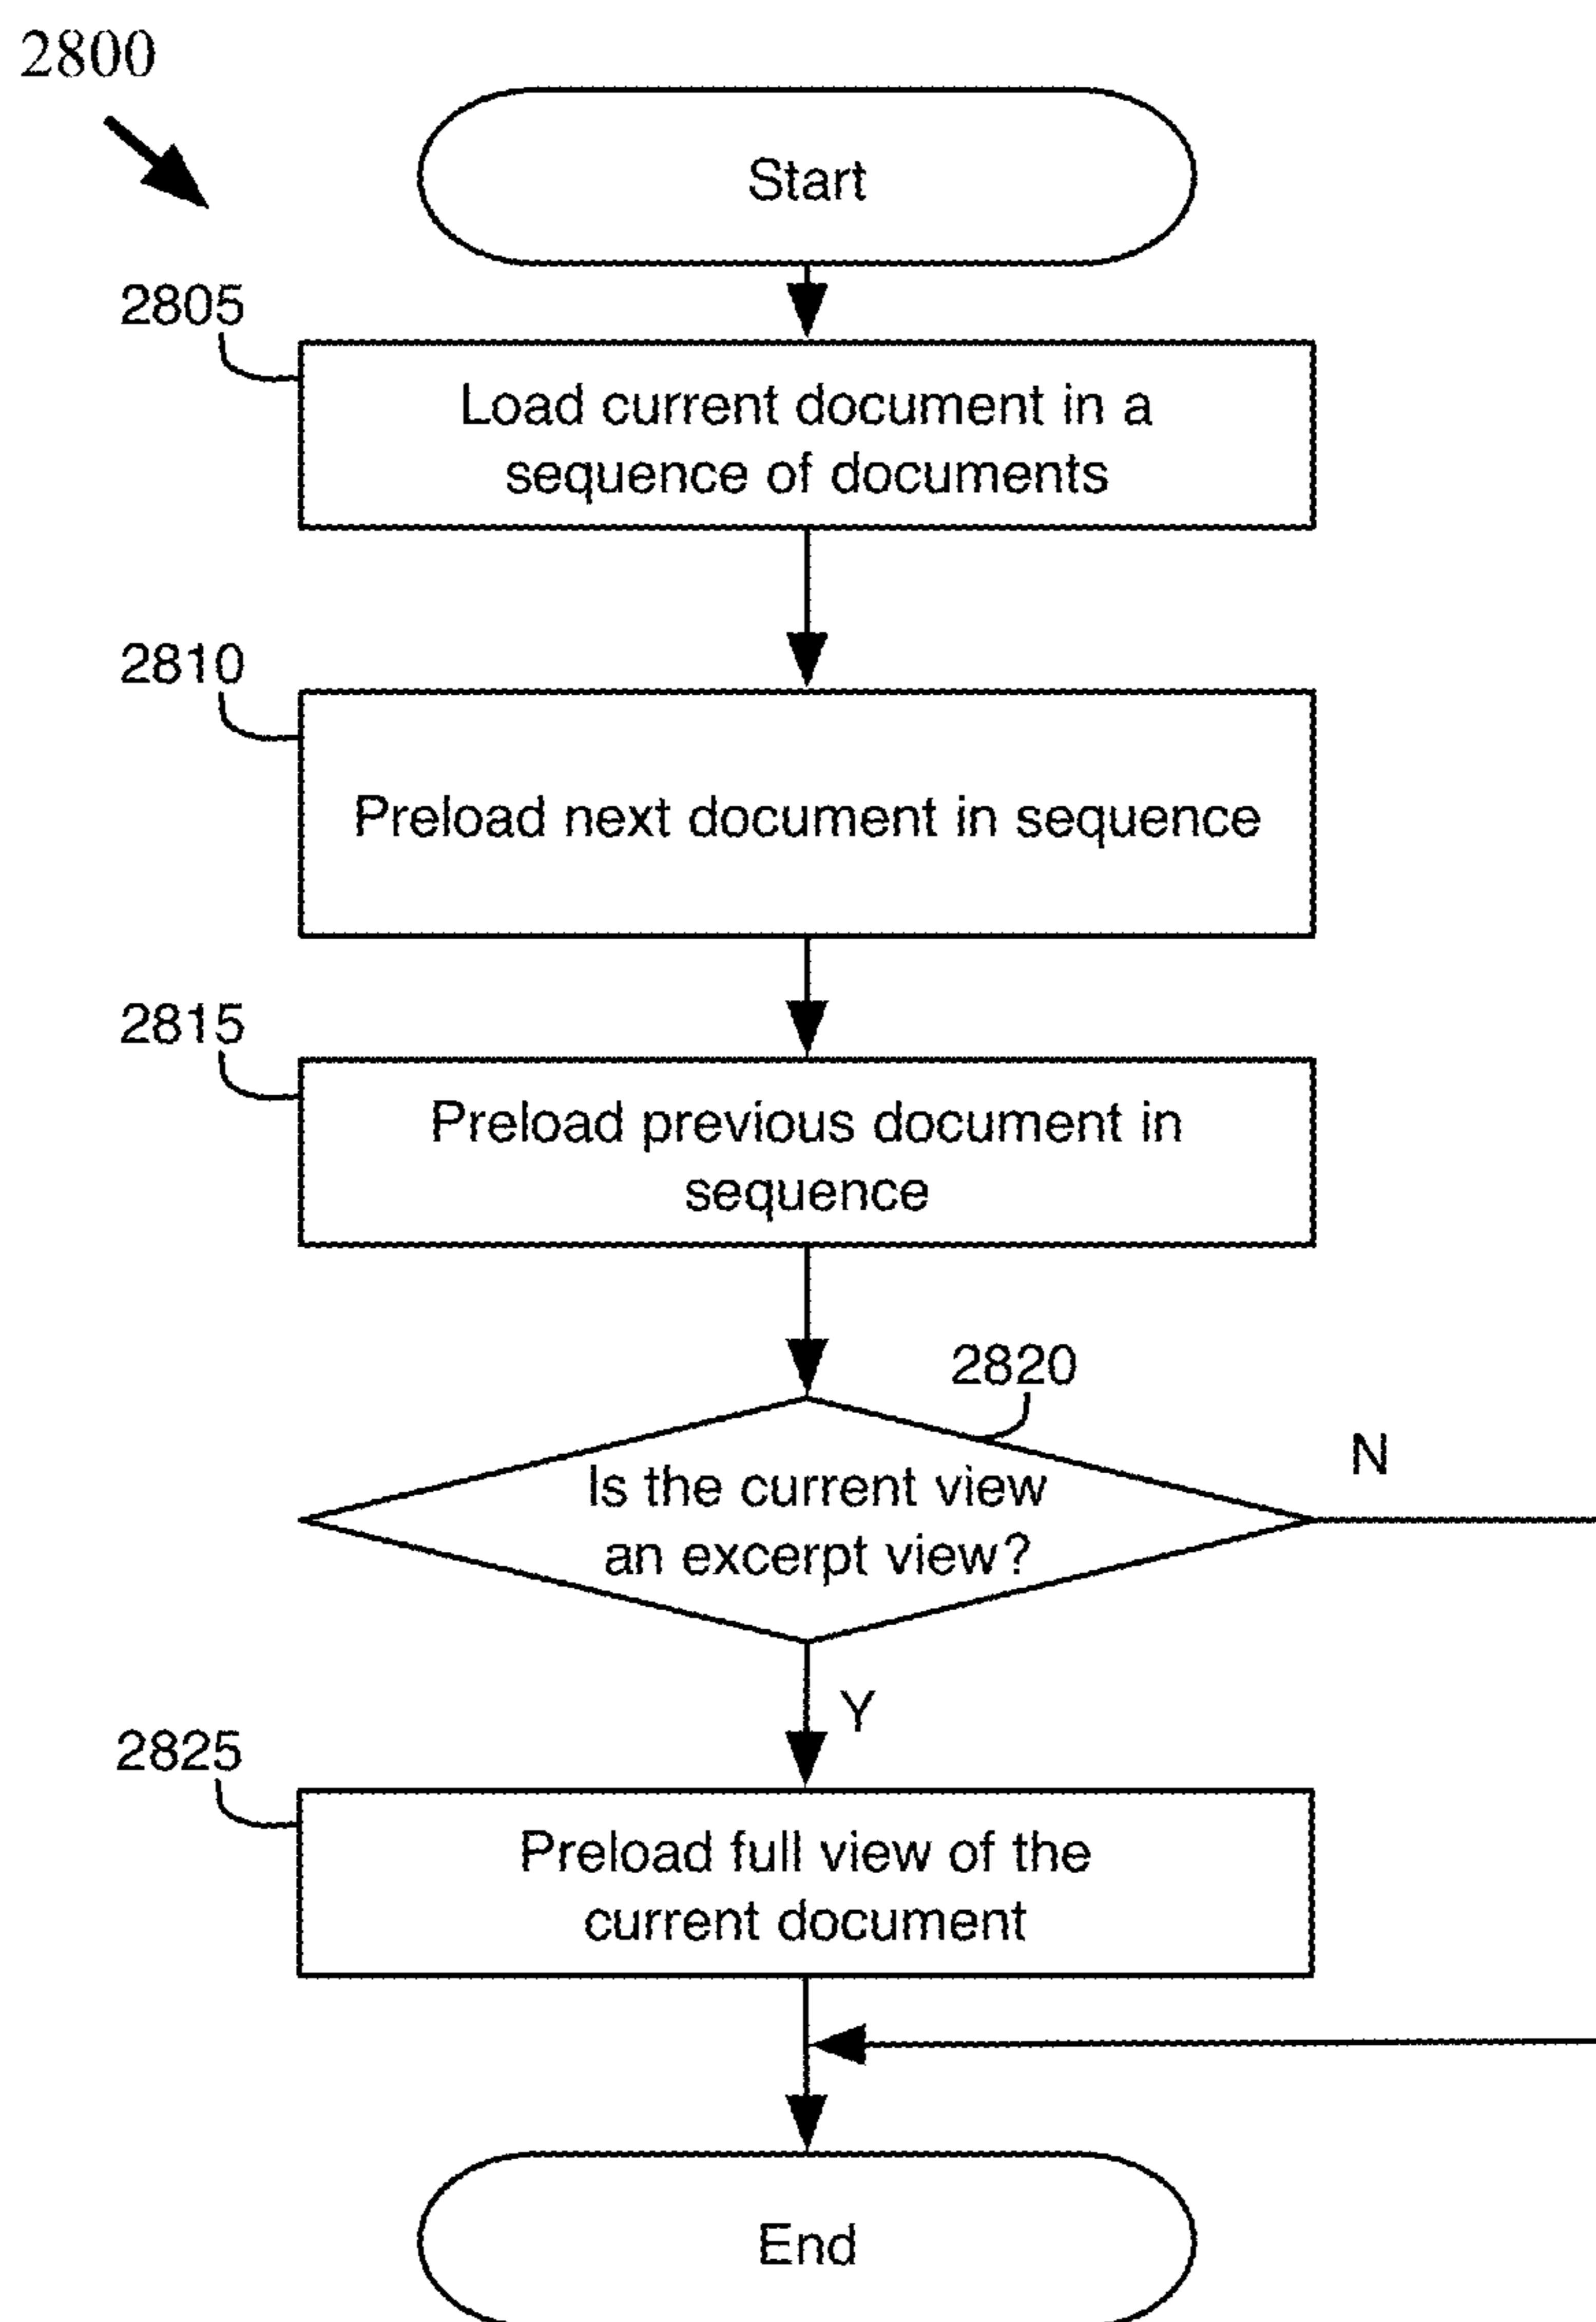 2800
Start
2805
Load current document in a
sequence of documents
2810
Preload next document in sequence
2815
Preload previous document in
sequence
2820
N
Is the current view
an excerpt view?
Y
2825
Preload full view of the
current document
End